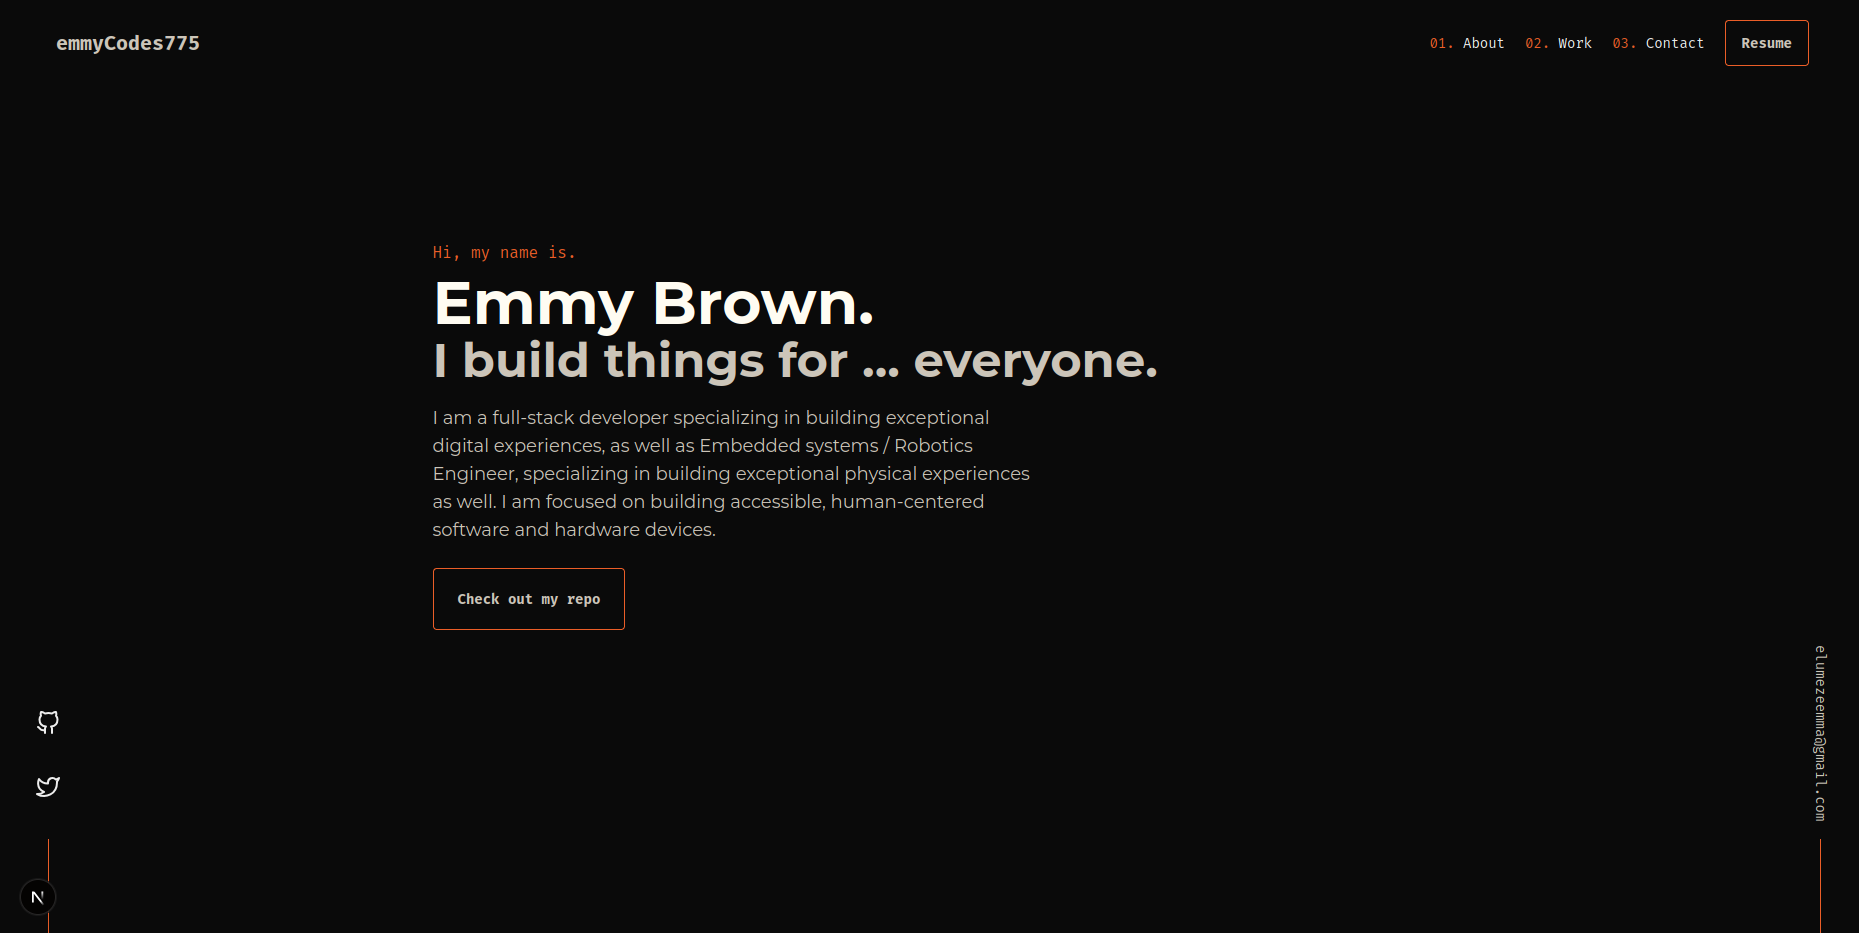 emmyCodes775
01. About 02. Work 03. Contact Resume
Hi, my name is.
Emmy Brown.
I build things for ... everyone.
I am a full-stack developer specializing in building exceptional
digital experiences, as well as Embedded systems / Robotics
Engineer, specializing in building exceptional physical experiences
as well. I am focused on building accessible, human-centered
software and hardware devices.
Check out my repo
elumezeemma@gmail.com
N